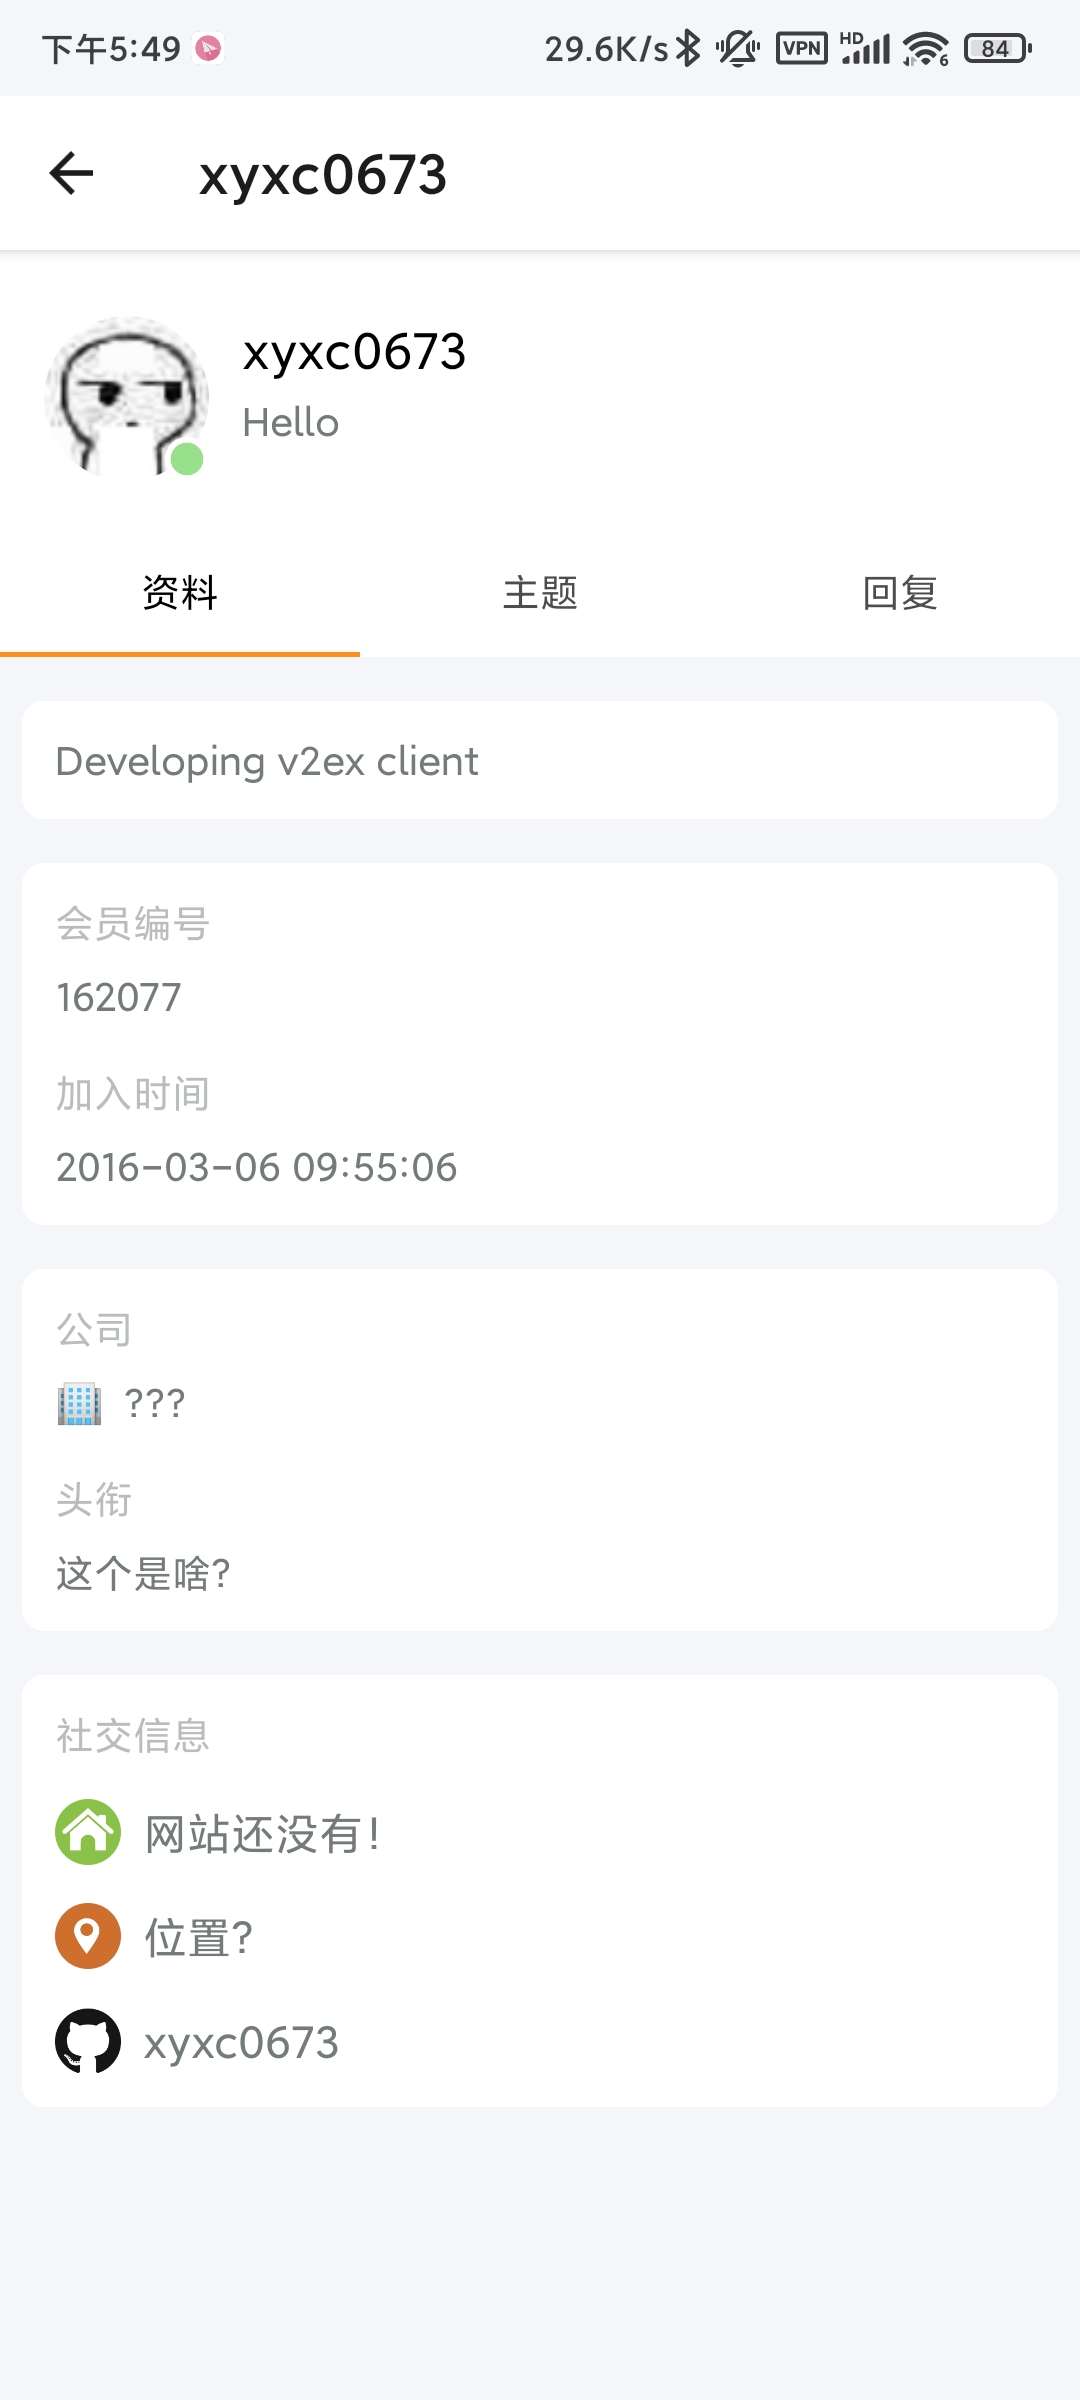 下午5:49
29.6K/s VPN HD 6 84
xyxc0673
xyxc0673
Hello
资料 主题 回复
Developing v2ex client
会员编号
162077
加入时间
2016-03-06 09:55:06
公司
🏢 ???
头衔
这个是啥?
社交信息
网站还没有!
位置?
xyxc0673